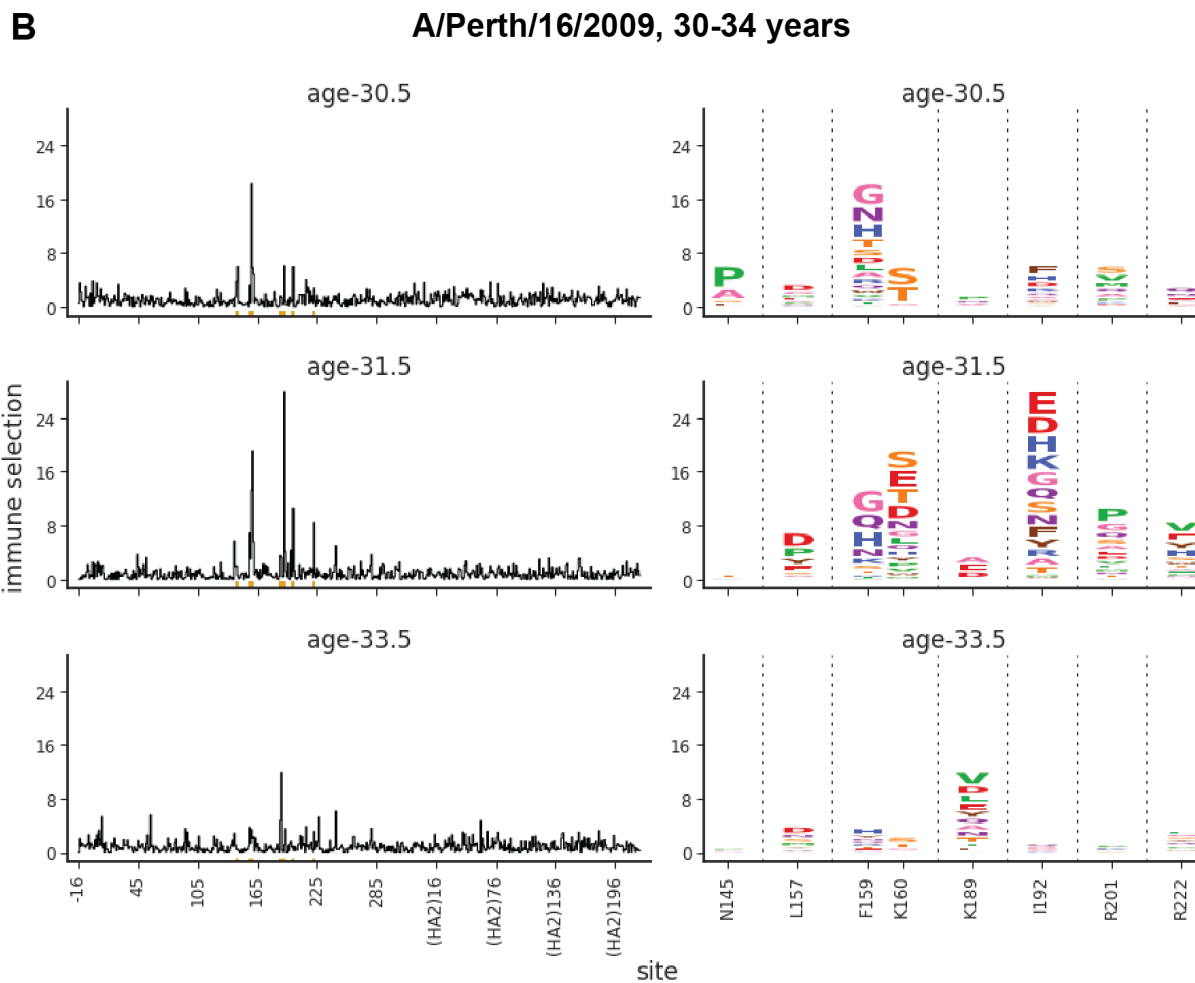 B
A/Perth/16/2009, 30-34 years
age-30.5
age-30.5
24
16
8
0
24
16
8
0
age-31.5
age-31.5
immune selection
24
16
8
0
24
16
8
0
age-33.5
age-33.5
24
16
8
0
24
16
8
0
-16
45
105
165
225
285
(HA2)16
(HA2)76
(HA2)136
(HA2)196
N145
L157
F159
K160
K189
I192
R201
R222
site